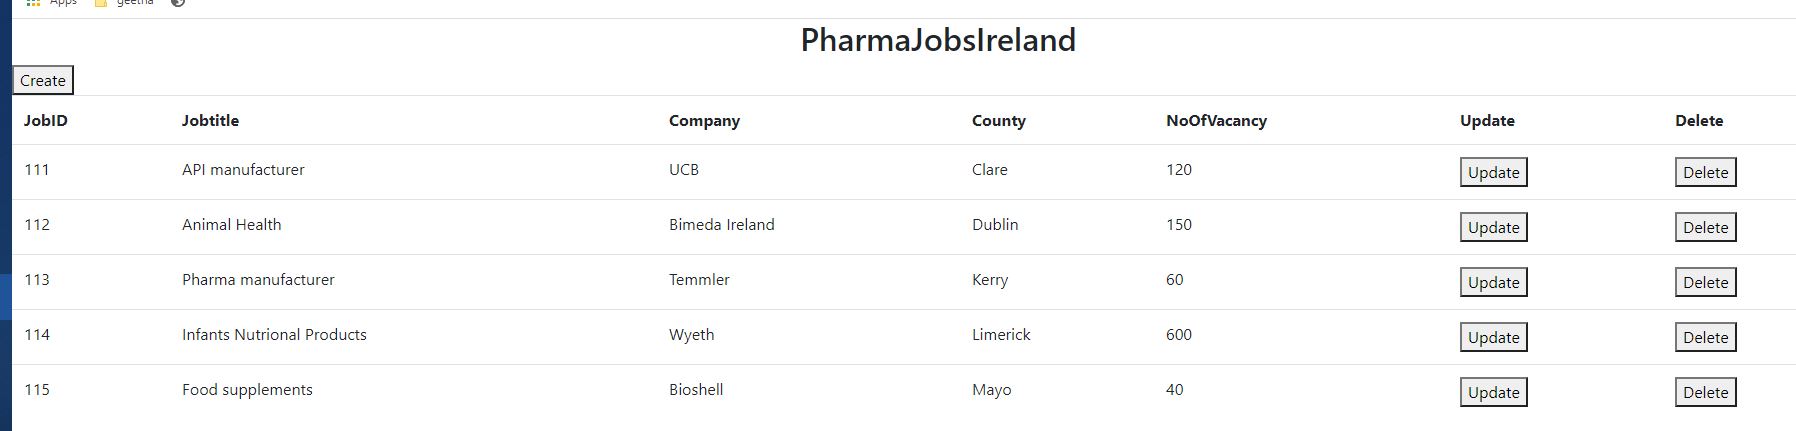 Apps geetha
PharmaJobsIreland
Create
JobID Jobtitle Company County NoOfVacancy Update Delete
111 API manufacturer UCB Clare 120 Update Delete
112 Animal Health Bimeda Ireland Dublin 150 Update Delete
113 Pharma manufacturer Temmler Kerry 60 Update Delete
114 Infants Nutrional Products Wyeth Limerick 600 Update Delete
115 Food supplements Bioshell Mayo 40 Update Delete